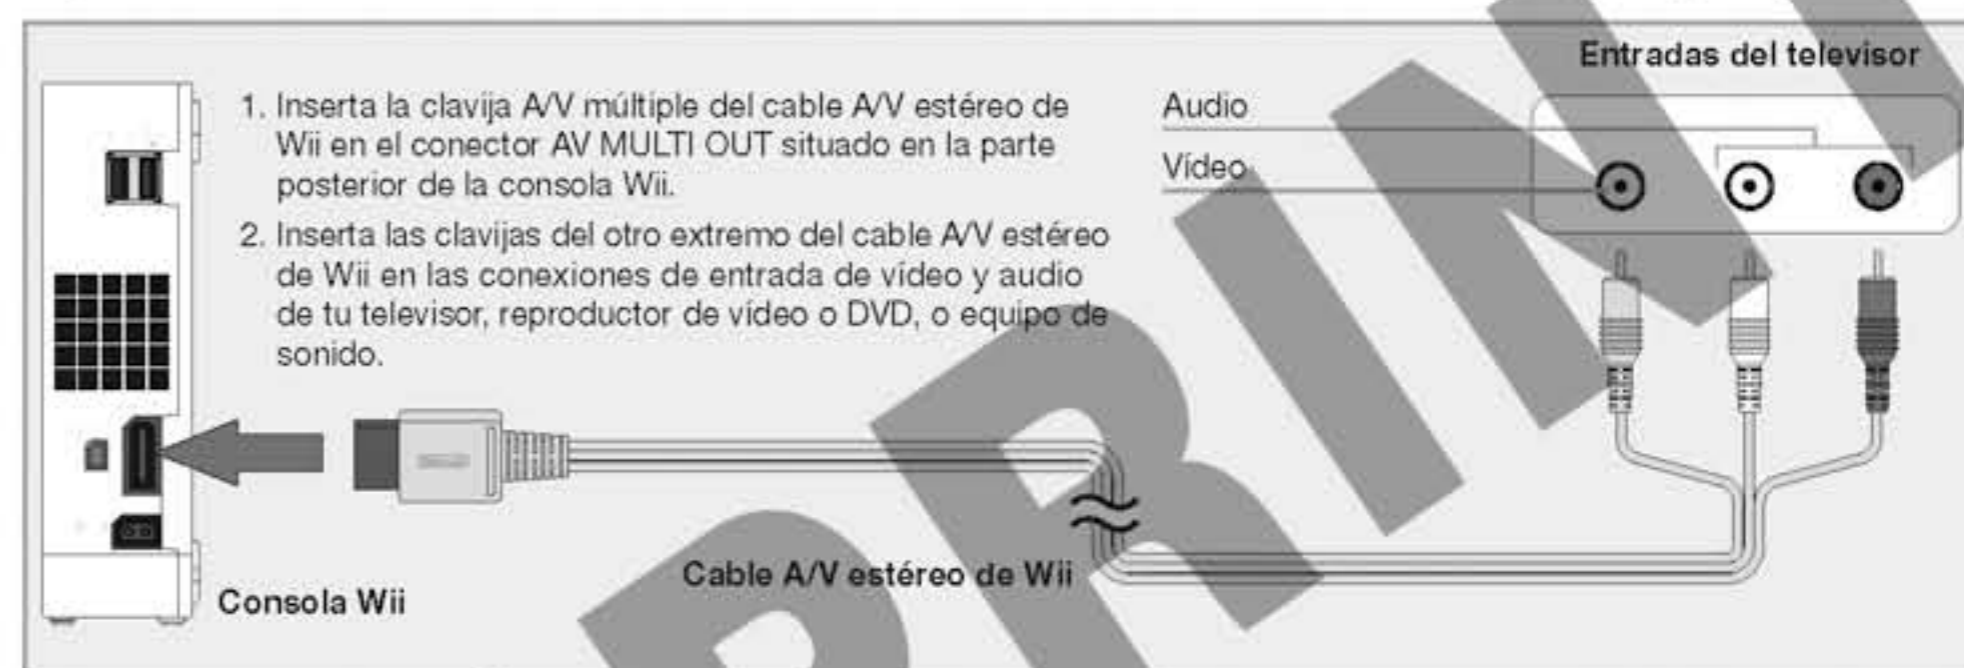 Entradas del televisor
1. Inserta la clavija A/V múltiple del cable A/V estéreo de
Wii en el conector AV MULTI OUT situado en la parte
posterior de la consola Wii.
2. Inserta las clavijas del otro extremo del cable A/V estéreo
de Wii en las conexiones de entrada de vídeo y audio
de tu televisor, reproductor de vídeo o DVD, o equipo de
sonido.
Audio
Vídeo
Cable A/V estéreo de Wii
Consola Wii
PRIN